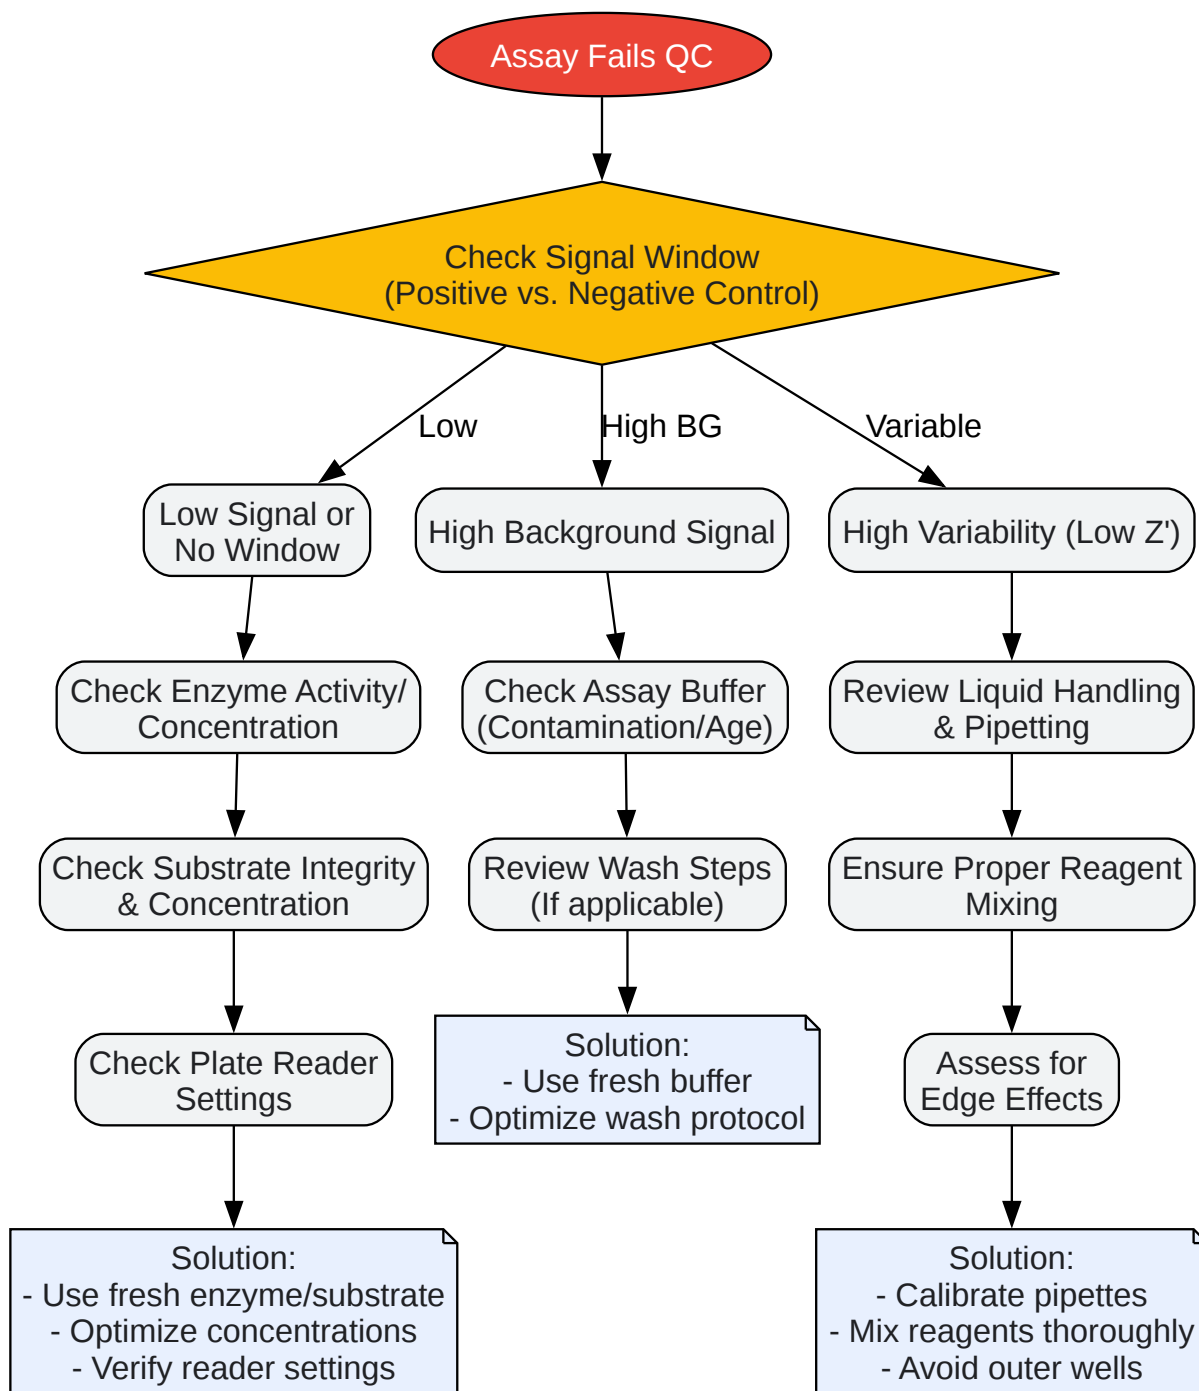 Assay Fails QC
Check Signal Window
(Positive vs. Negative Control)
Low
High BG
Variable
Low Signal or
No Window
High Background Signal
High Variability (Low Z')
Check Enzyme Activity/
Concentration
Check Assay Buffer
(Contamination/Age)
Review Liquid Handling
& Pipetting
Check Substrate Integrity
& Concentration
Review Wash Steps
(If applicable)
Ensure Proper Reagent
Mixing
Check Plate Reader
Settings
Solution:
- Use fresh buffer
- Optimize wash protocol
Assess for
Edge Effects
Solution:
- Use fresh enzyme/substrate
- Optimize concentrations
- Verify reader settings
Solution:
- Calibrate pipettes
- Mix reagents thoroughly
- Avoid outer wells